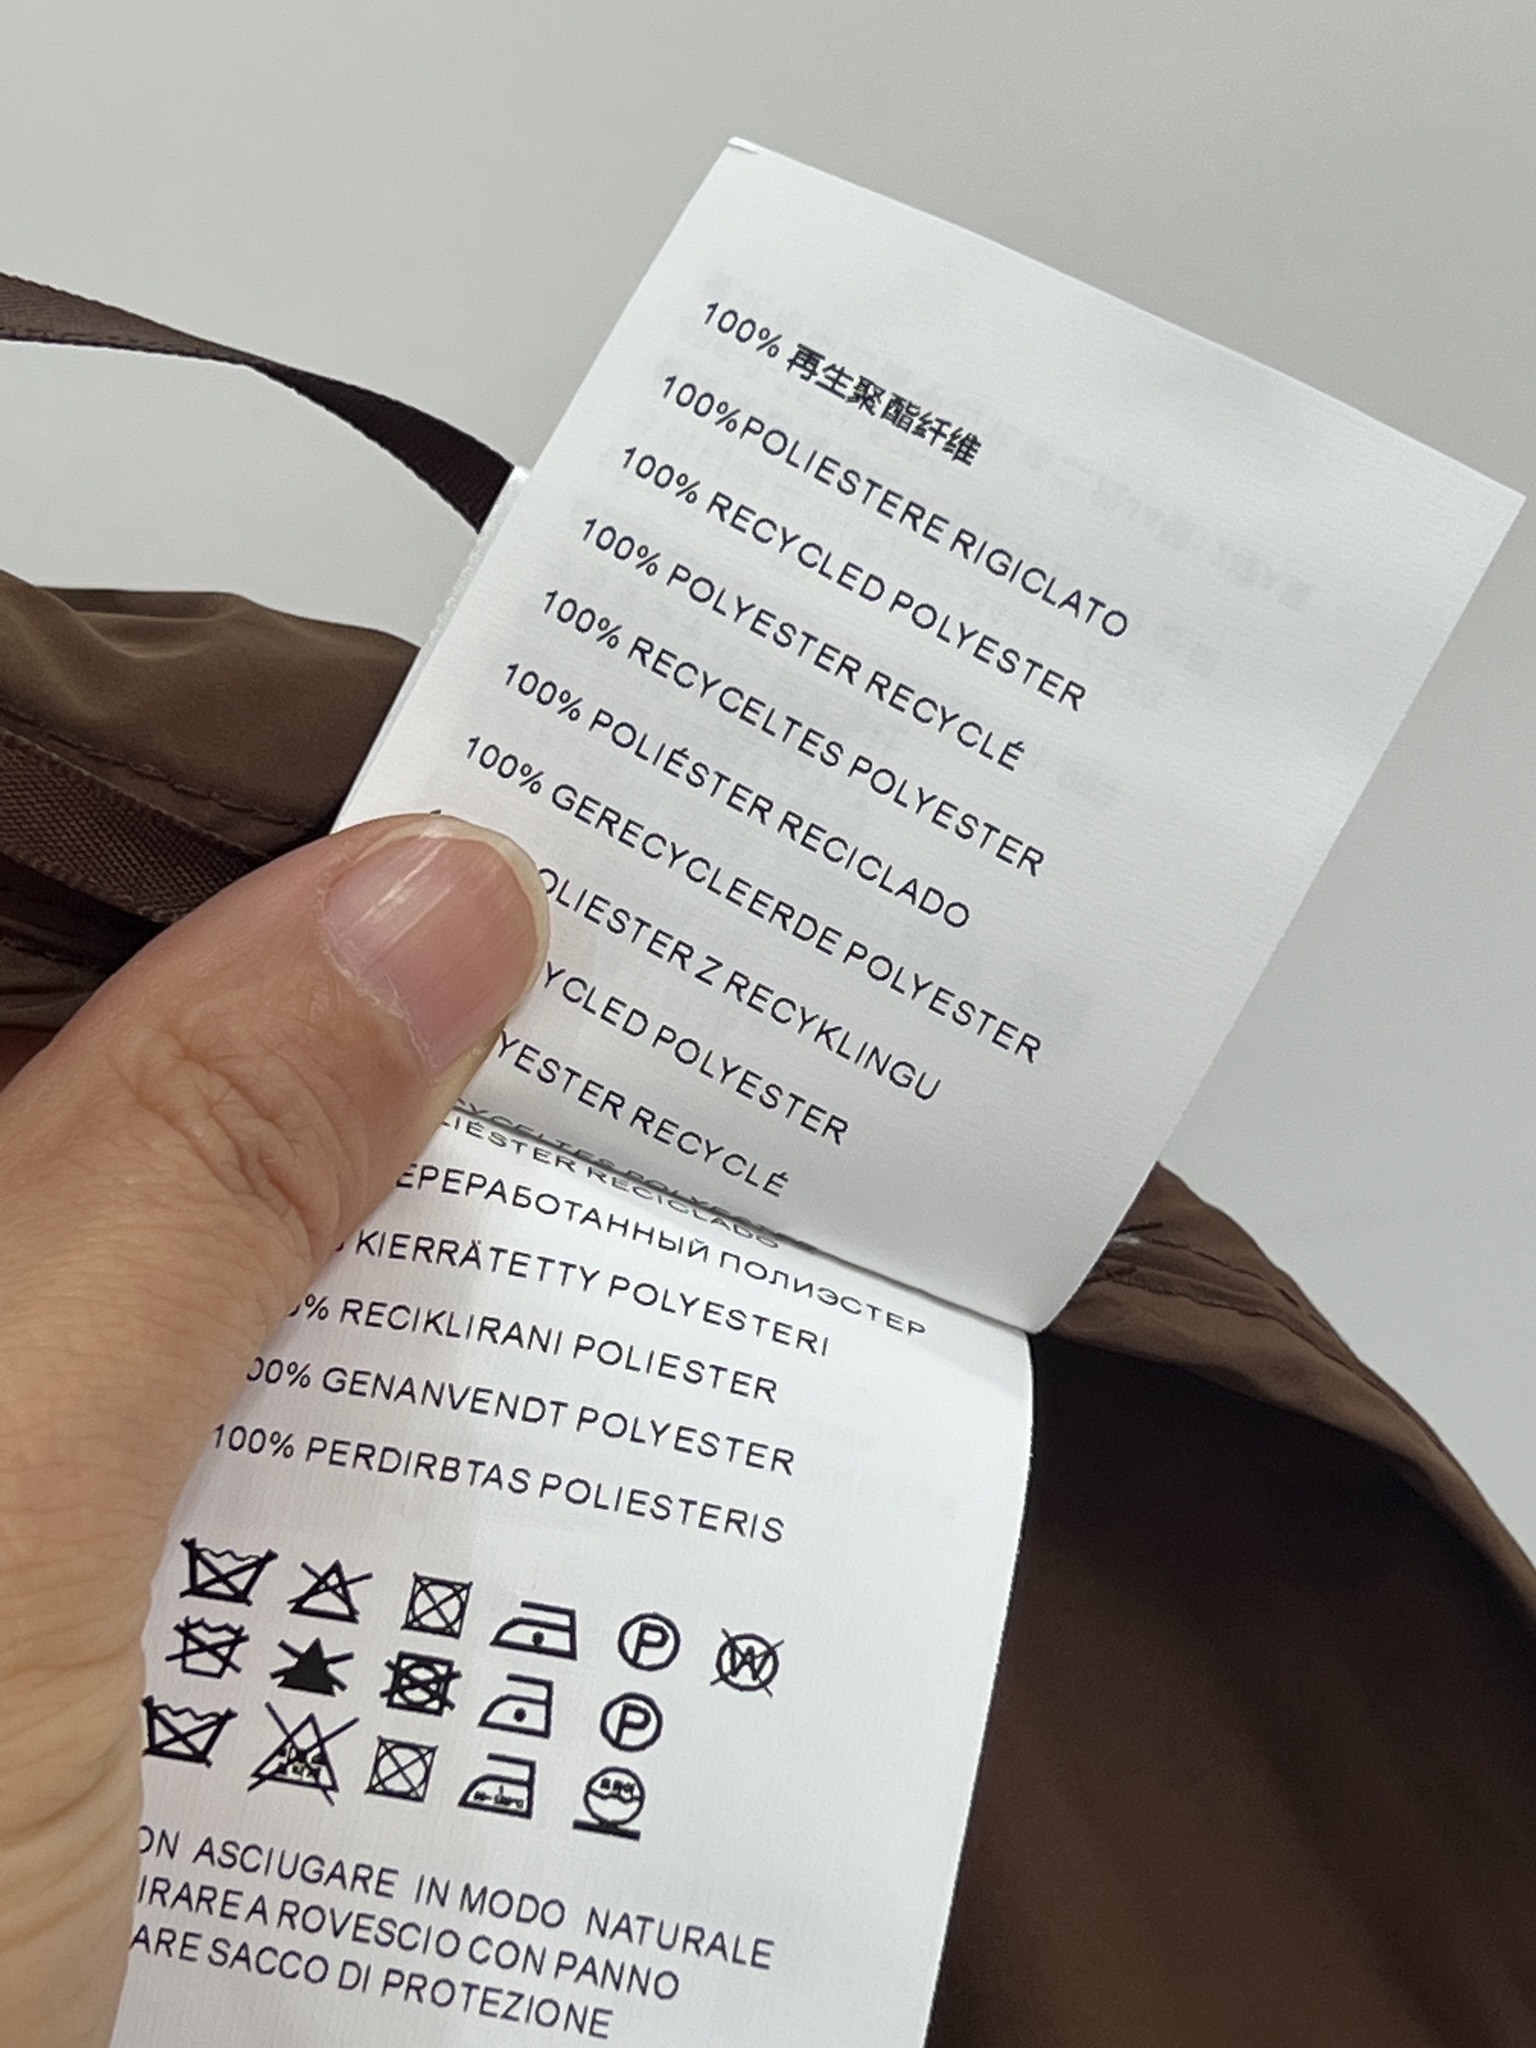 100% 再生聚酯纤维
100%POLIESTERE RIGICLATO
100% RECYCLED POLYESTER
100% POLYESTER RECYCLÉ
100% RECYCELTES POLYESTER
100% POLIÉSTER RECICLADO
100% GERECYCLEERDE POLYESTER
OLIESTER Z RECYKLINGU
YCLED POLYESTER
YESTER RECYCLÉ
LIÉSTER RECICLADO
ЕРЕРАБОТАННЫЙ ПОЛИЭСТЕР
KIERRÄTETTY POLYESTERI
% RECIKLIRANI POLIESTER
00% GENANVENDT POLYESTER
100% PERDIRBTAS POLIESTERIS
P W
P
ON ASCIUGARE IN MODO NATURALE
IRARE A ROVESCIO CON PANNO
ARE SACCO DI PROTEZIONE